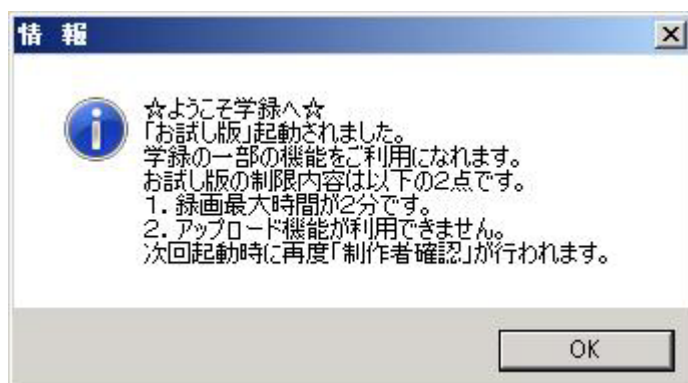 情 報
☆ようこそ学録へ☆
「お試し版」起動されました。
学録の一部の機能をご利用になれます。
お試し版の制限内容は以下の2点です。
1. 録画最大時間が2分です。
2. アップロード機能が利用できません。
次回起動時に再度「制作者確認」が行われます。
OK